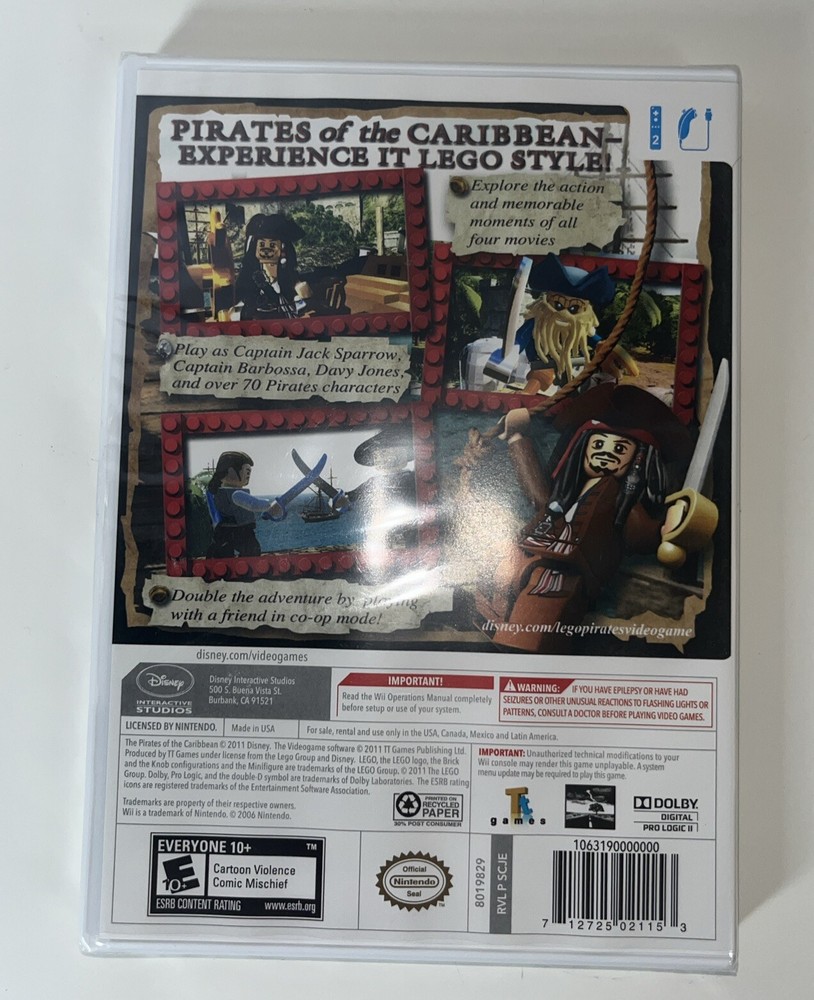 PIRATES of the CARIBBEAN–
EXPERIENCE IT LEGO STYLE!
2
Explore the action
and memorable
moments of all
four movies
Play as Captain Jack Sparrow,
Captain Barbossa, Davy Jones,
and over 70 Pirates characters
Double the adventure by playing
with a friend in co-op mode!
disney.com/legopiratesvideogame
disney.com/videogames
Disney
INTERACTIVE
STUDIOS
Disney Interactive Studios
500 S. Buena Vista St.
Burbank, CA 91521
IMPORTANT!
Read the Wii Operations Manual completely
before setup or use of your system.
WARNING: IF YOU HAVE EPILEPSY OR HAVE HAD
SEIZURES OR OTHER UNUSUAL REACTIONS TO FLASHING LIGHTS OR
PATTERNS, CONSULT A DOCTOR BEFORE PLAYING VIDEO GAMES.
LICENSED BY NINTENDO.
Made in USA
For sale, rental and use only in the USA, Canada, Mexico and Latin America.
The Pirates of the Caribbean © 2011 Disney. The Videogame software © 2011 TT Games Publishing Ltd.
Produced by TT Games under license from the Lego Group and Disney. LEGO, the LEGO logo, the Brick
and the Knob configurations and the Minifigure are trademarks of the LEGO Group. © 2011 The LEGO
Group. Dolby, Pro Logic, and the double-D symbol are trademarks of Dolby Laboratories. The ESRB rating
icons are registered trademarks of the Entertainment Software Association.
Trademarks are property of their respective owners.
Wii is a trademark of Nintendo. © 2006 Nintendo.
PRINTED ON
RECYCLED
PAPER
30% POST CONSUMER
IMPORTANT: Unauthorized technical modifications to your
Wii console may render this game unplayable. A system
menu update may be required to play this game.
Tt
games
DOLBY
DIGITAL
PRO LOGIC II
EVERYONE 10+ ™
E
10+
Cartoon Violence
Comic Mischief
ESRB CONTENT RATING www.esrb.org
Official
Nintendo
Seal
8019829
RVL P SCJE
1063190000000
7 12725 02115 3